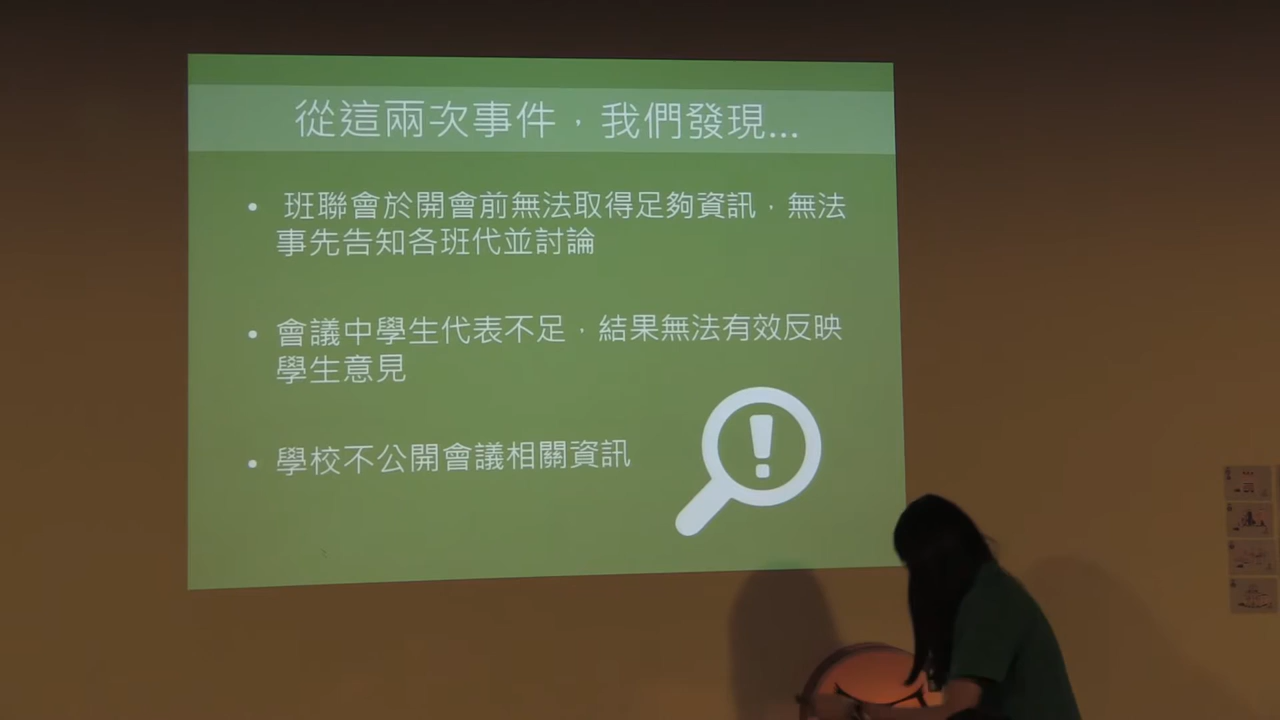 從這兩次事件，我們發現...
• 班聯會於開會前無法取得足夠資訊，無法
事先告知各班代並討論
• 會議中學生代表不足，結果無法有效反映
學生意見
• 學校不公開會議相關資訊